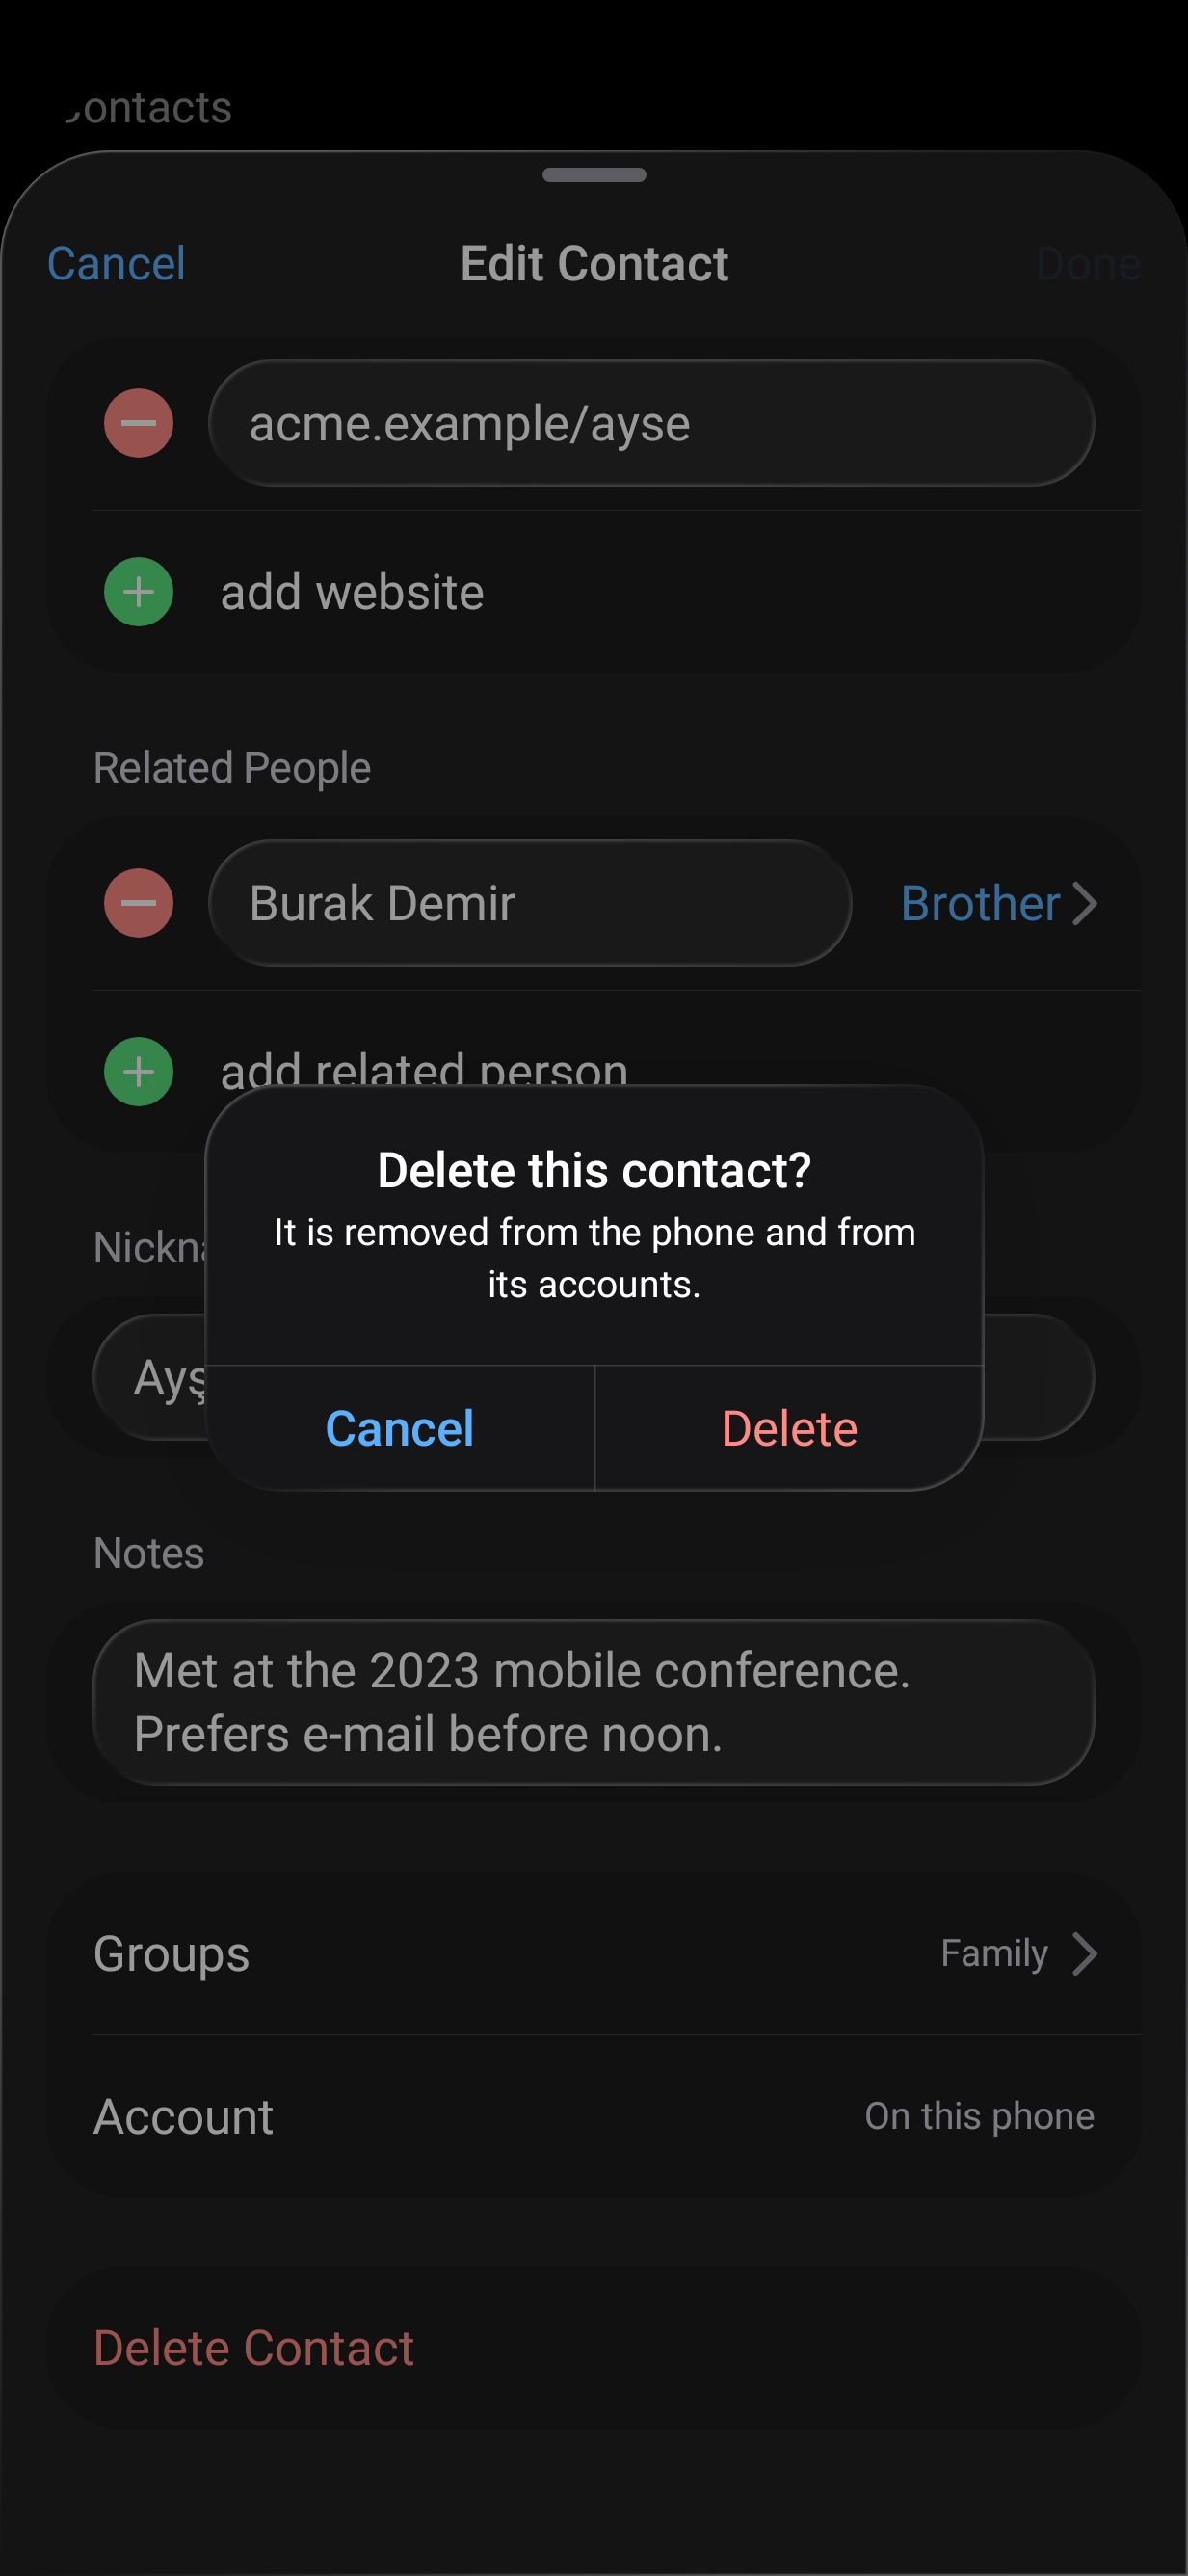 ontacts
Cancel Edit Contact Done
acme.example/ayse
add website
Related People
Burak Demir Brother
add related person
Delete this contact?
It is removed from the phone and from
its accounts.
Cancel Delete
Notes
Met at the 2023 mobile conference.
Prefers e-mail before noon.
Groups Family
Account On this phone
Delete Contact